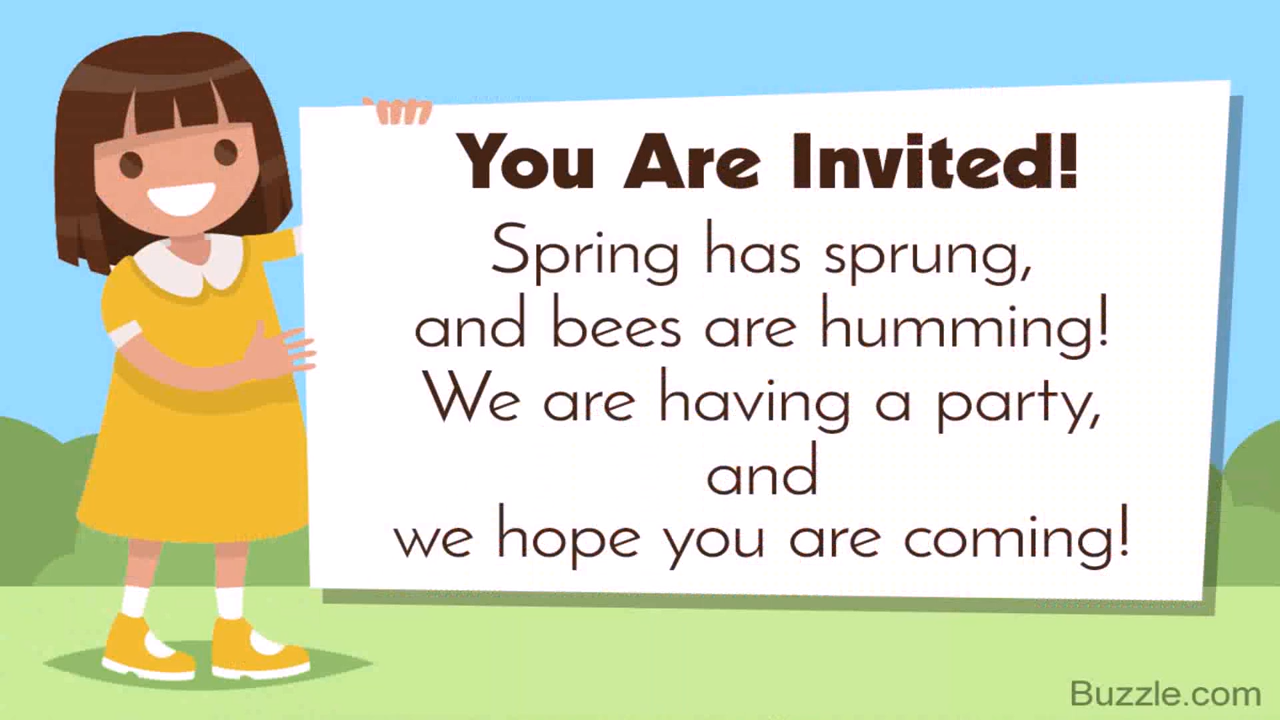 You Are Invited!
Spring has sprung,
and bees are humming!
We are having a party,
and
we hope you are coming!
Buzzle.com